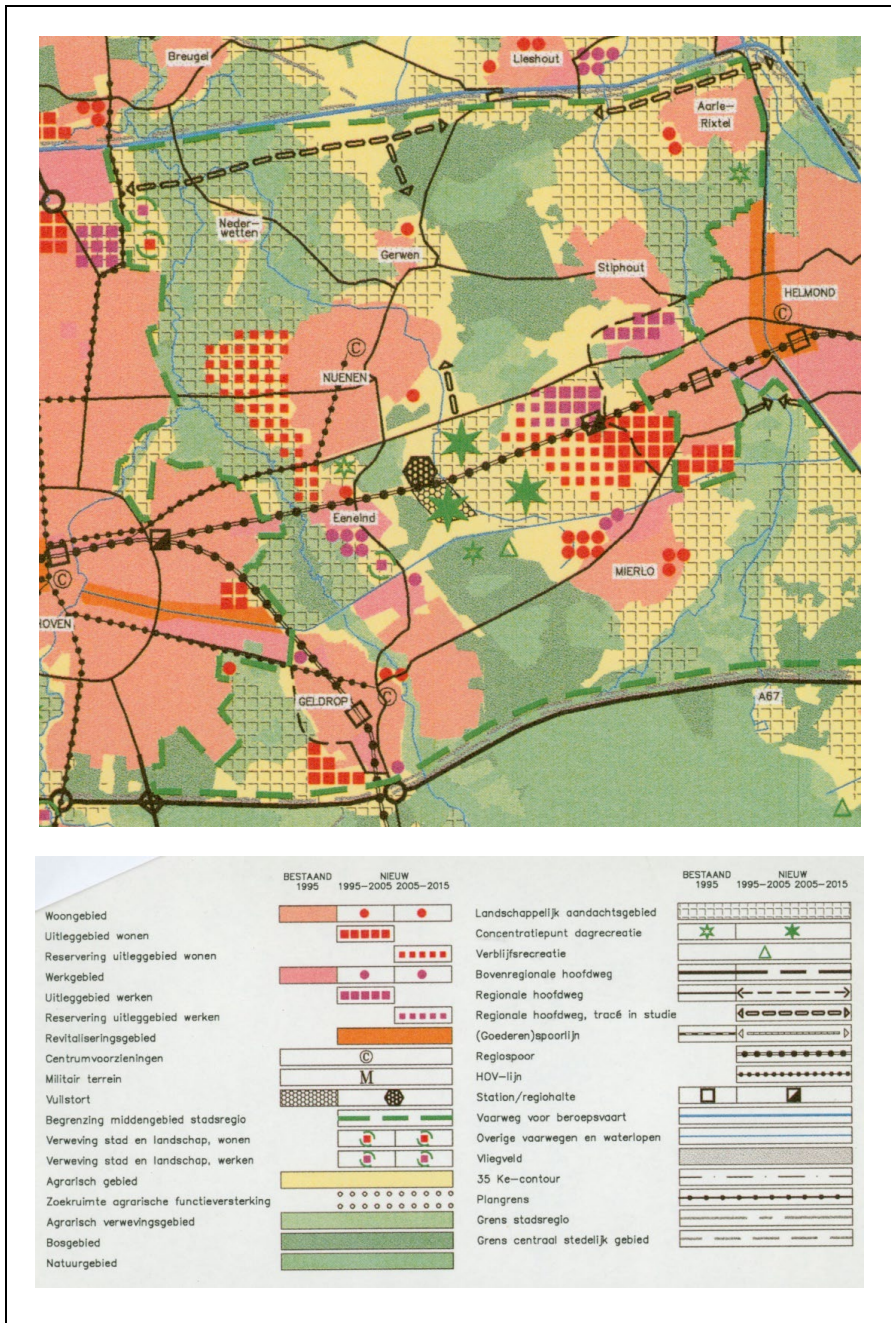 Breugel
Lieshout
Aarle-
Rixtel
Neder-
wetten
Gerwen
Stiphout
HELMOND
C
C
NUENEN
Eeneind
C
MIERLO
HOVEN
C
GELDROP
A67
BESTAAND
1995
NIEUW
1995-2005 2005-2015
Woongebied
Uitleggebied wonen
Reservering uitleggebied wonen
Werkgebied
Uitleggebied werken
Reservering uitleggebied werken
Revitaliseringsgebied
Centrumvoorzieningen
C
Militair terrein
M
Vuilstort
Begrenzing middengebied stadsregio
Verweving stad en landschap, wonen
Verweving stad en landschap, werken
Agrarisch gebied
Zoekruimte agrarische functieversterking
Agrarisch verwevingsgebied
Bosgebied
Natuurgebied
BESTAAND
1995
NIEUW
1995-2005 2005-2015
Landschappelijk aandachtsgebied
Concentratiepunt dagrecreatie
Verblijfsrecreatie
Bovenregionale hoofdweg
Regionale hoofdweg
Regionale hoofdweg, tracé in studie
(Goederen)spoorlijn
Regiospoor
HOV-lijn
Station/regiohalte
Vaarweg voor beroepsvaart
Overige vaarwegen en waterlopen
Vliegveld
35 Ke-contour
Plangrens
Grens stadsregio
Grens centraal stedelijk gebied